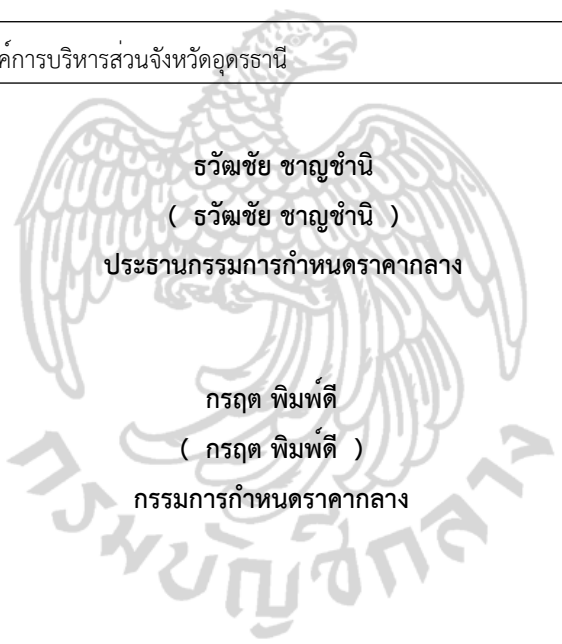 ค์การบริหารส่วนจังหวัดอุดรธานี
ธวัฒชัย ชาญชำนิ
( ธวัฒชัย ชาญชำนิ )
ประธานกรรมการกำหนดราคากลาง
กรฤต พิมพ์ดี
( กรฤต พิมพ์ดี )
กรรมการกำหนดราคากลาง
กรมบัญชีกลาง